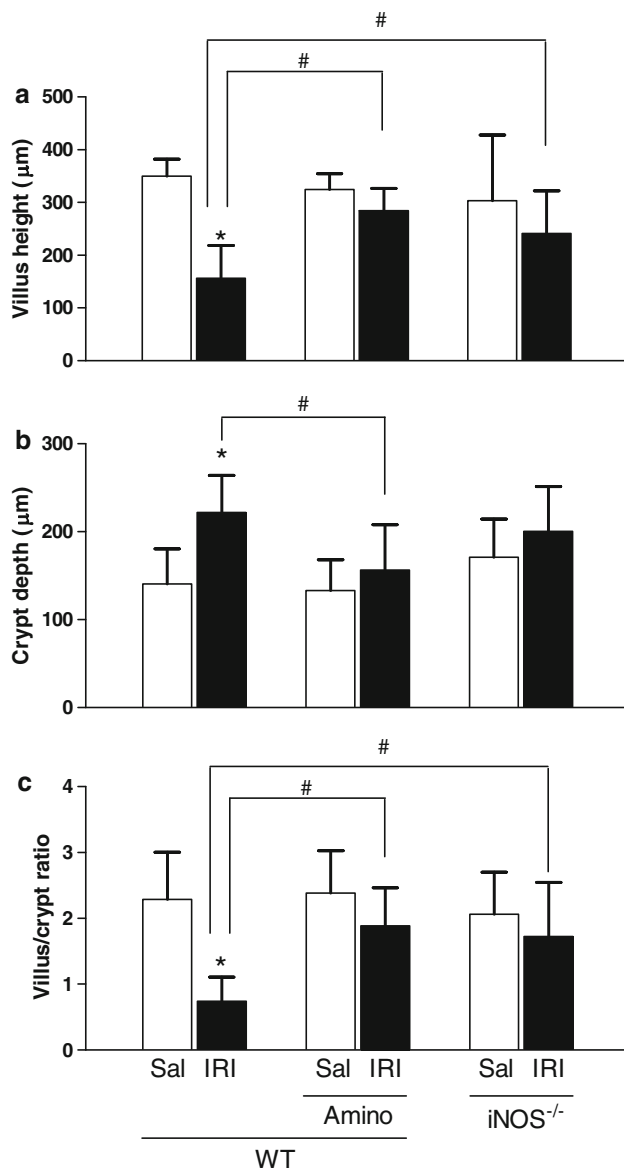 #
#
a
500
400
300
200
100
0
Villus height (μm)
*
#
b
300
200
100
0
Crypt depth (μm)
*
#
#
c
4
3
2
1
0
Villus/crypt ratio
*
Sal IRI Sal IRI Sal IRI
Amino iNOS-/-
WT